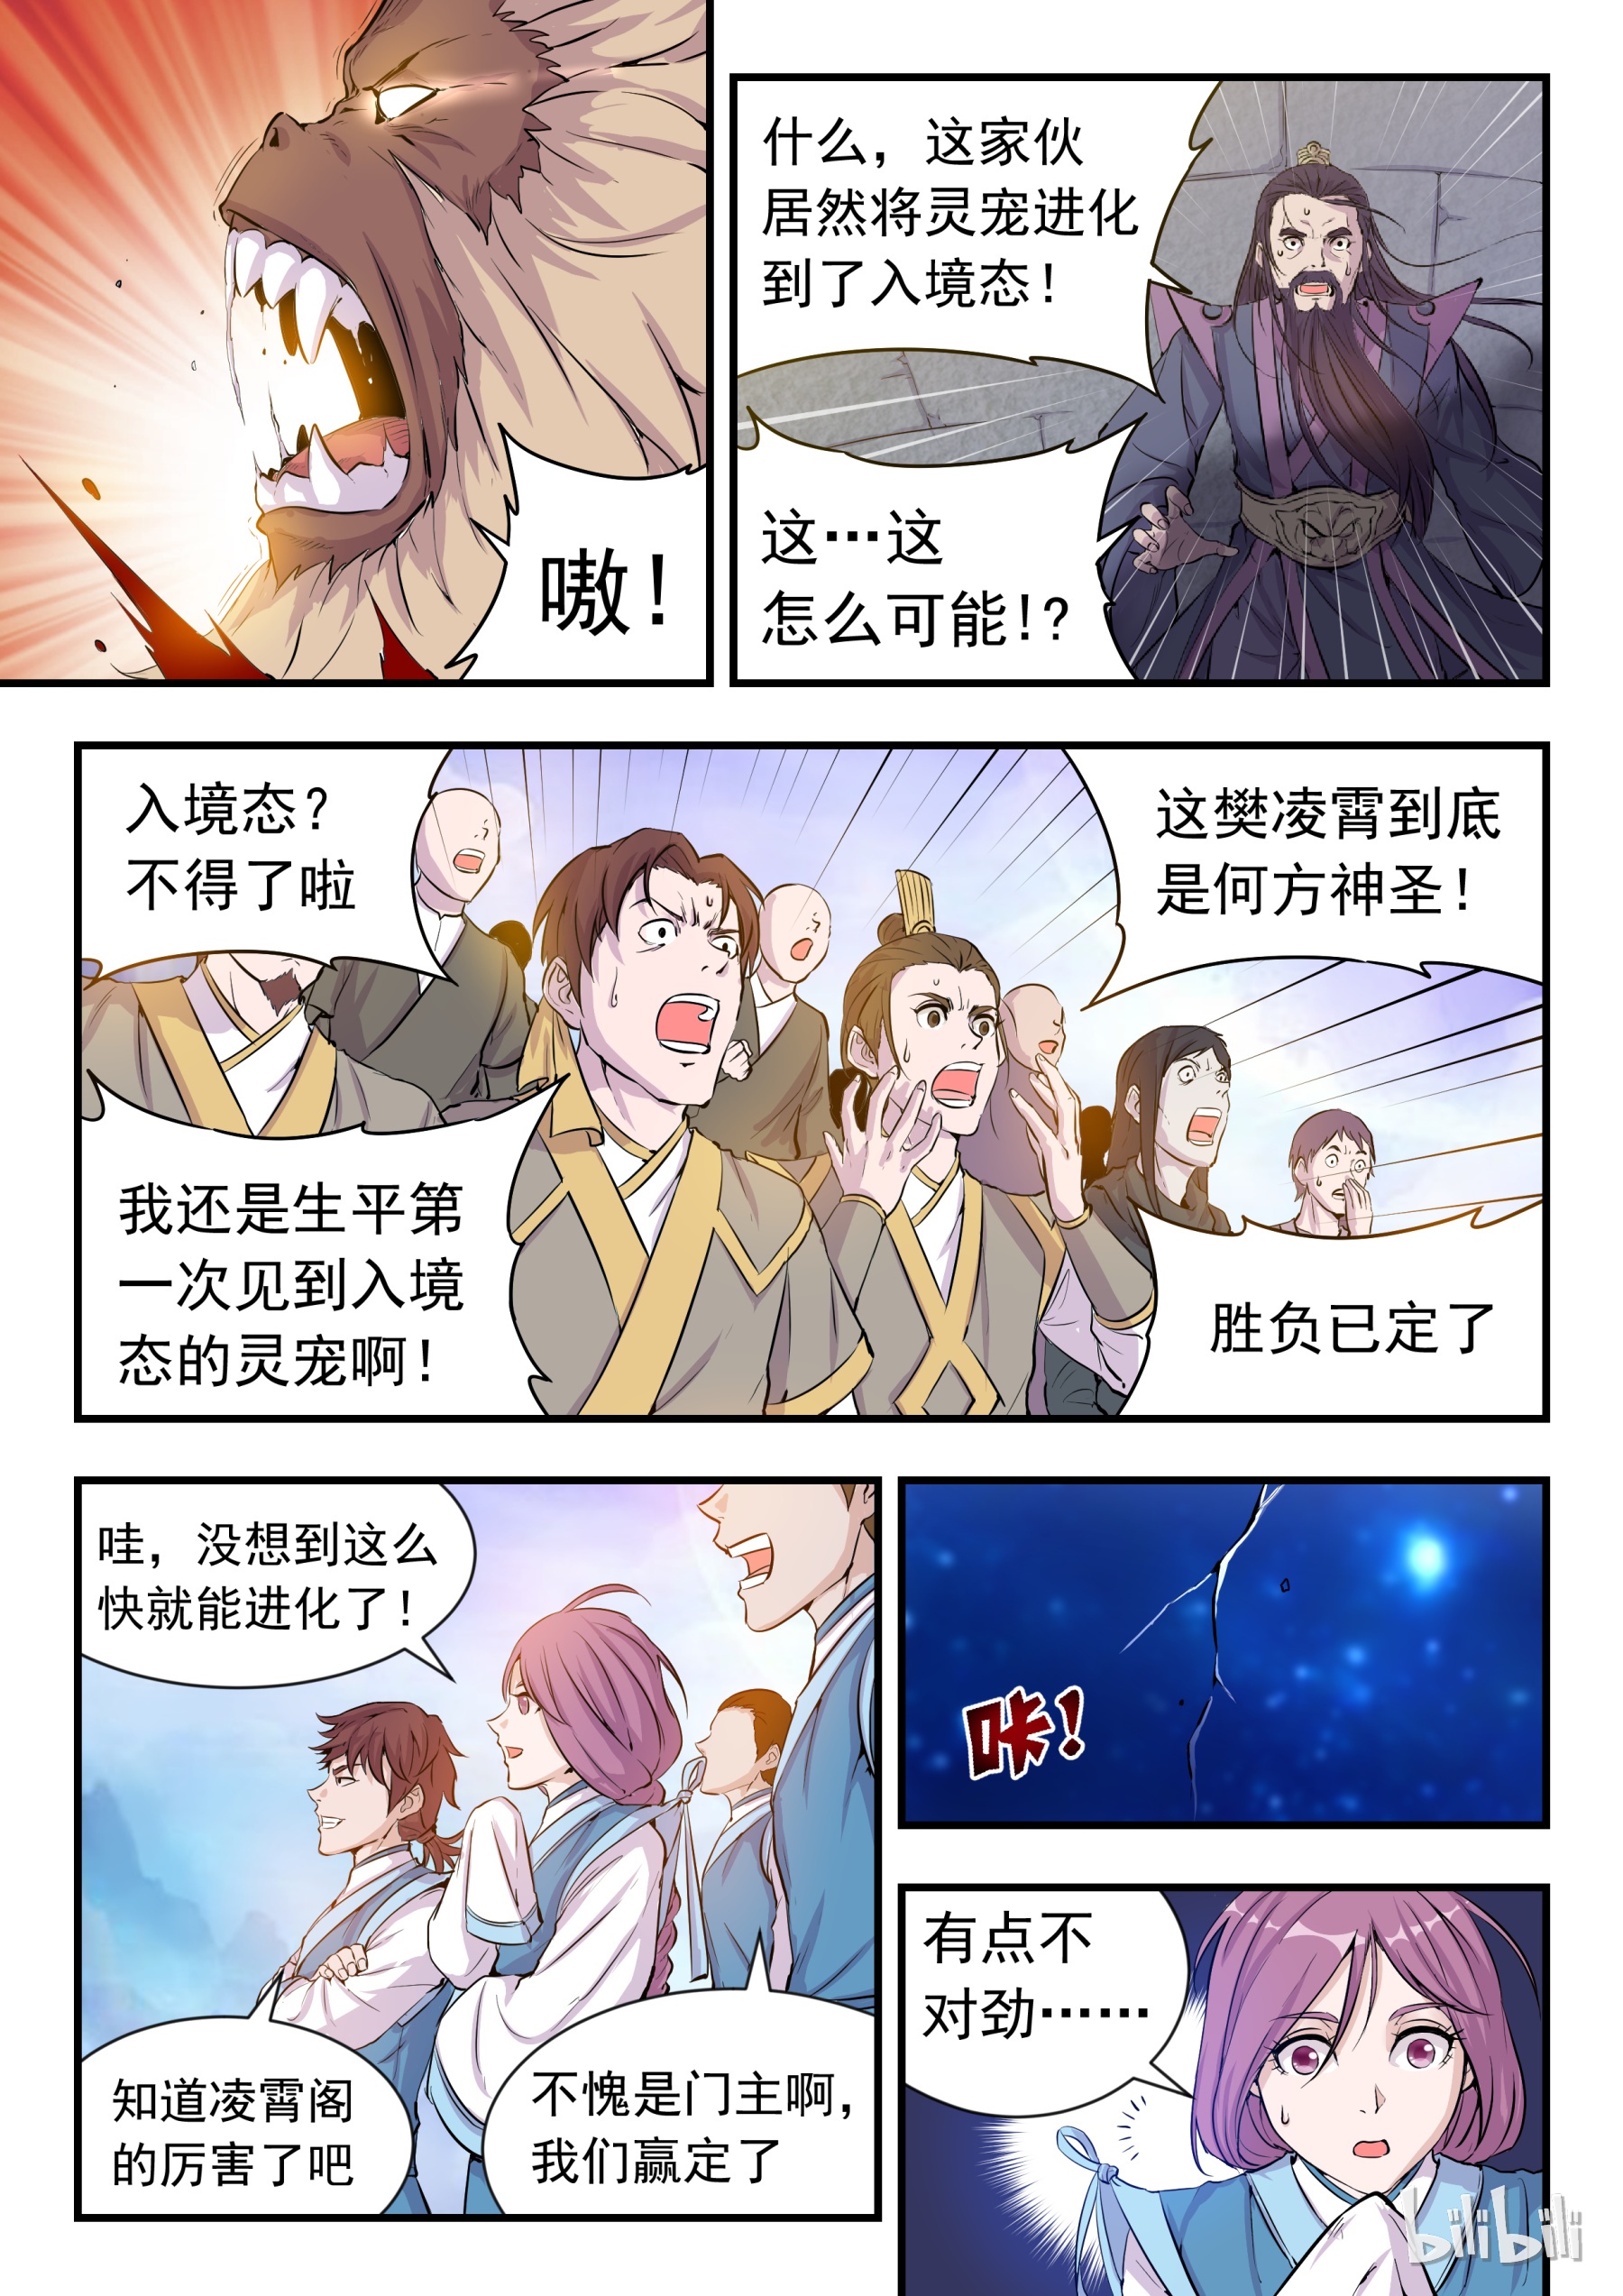 嗷！
什么，这家伙
居然将灵宠进化
到了入境态！
这…这
怎么可能!?
入境态？
不得了啦
我还是生平第
一次见到入境
态的灵宠啊！
这樊凌霄到底
是何方神圣！
胜负已定了
哇，没想到这么
快就能进化了！
知道凌霄阁
的厉害了吧
不愧是门主啊，
我们赢定了
咔！
有点不
对劲……
bilibili